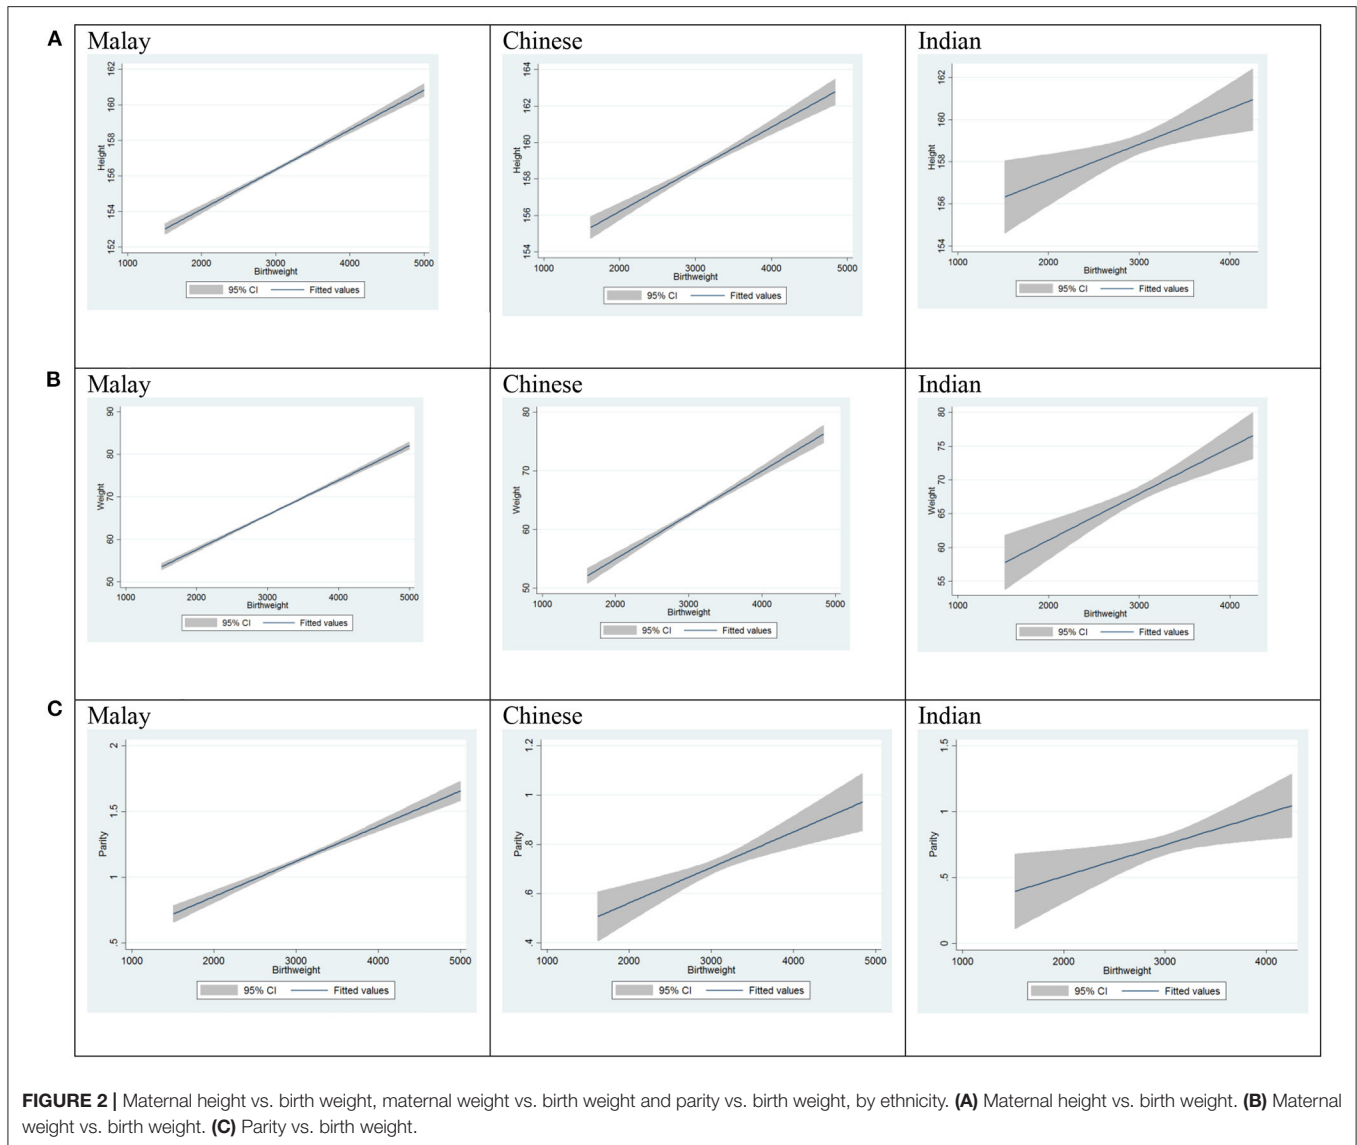 A
Malay
Chinese
Indian
Height
152
154
156
158
160
162
1000
2000
3000
4000
5000
Birthweight
95% CI
Fitted values
Height
154
156
158
160
162
164
1000
2000
3000
4000
5000
Birthweight
95% CI
Fitted values
Height
154
156
158
160
162
1000
2000
3000
4000
Birthweight
95% CI
Fitted values
B
Malay
Chinese
Indian
Weight
50
60
70
80
90
1000
2000
3000
4000
5000
Birthweight
95% CI
Fitted values
Weight
50
60
70
80
1000
2000
3000
4000
5000
Birthweight
95% CI
Fitted values
Weight
55
60
65
70
75
80
1000
2000
3000
4000
Birthweight
95% CI
Fitted values
C
Malay
Chinese
Indian
Parity
.5
1
1.5
2
1000
2000
3000
4000
5000
Birthweight
95% CI
Fitted values
Parity
.4
.6
.8
1
1.2
1000
2000
3000
4000
5000
Birthweight
95% CI
Fitted values
Parity
0
.5
1
1.5
1000
2000
3000
4000
Birthweight
95% CI
Fitted values
FIGURE 2 | Maternal height vs. birth weight, maternal weight vs. birth weight and parity vs. birth weight, by ethnicity. (A) Maternal height vs. birth weight. (B) Maternal
weight vs. birth weight. (C) Parity vs. birth weight.